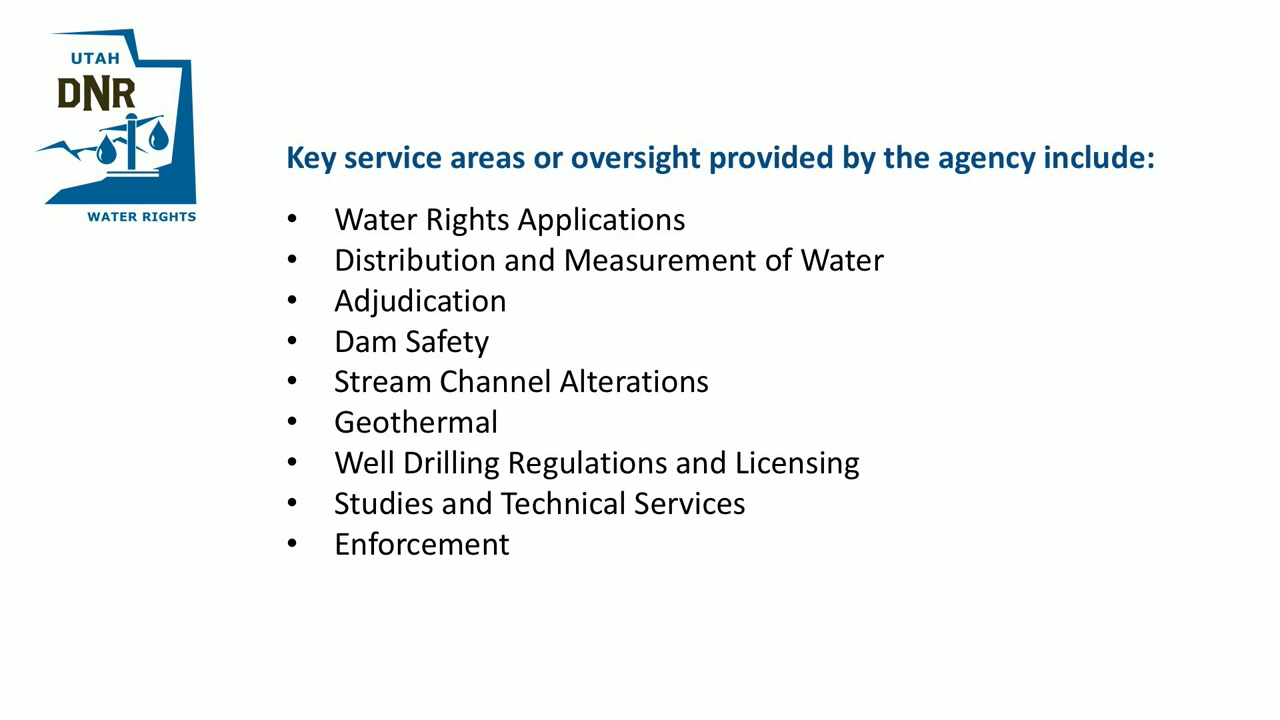 UTAH
DNR
WATER RIGHTS
Key service areas or oversight provided by the agency include:
• Water Rights Applications
• Distribution and Measurement of Water
• Adjudication
• Dam Safety
• Stream Channel Alterations
• Geothermal
• Well Drilling Regulations and Licensing
• Studies and Technical Services
• Enforcement